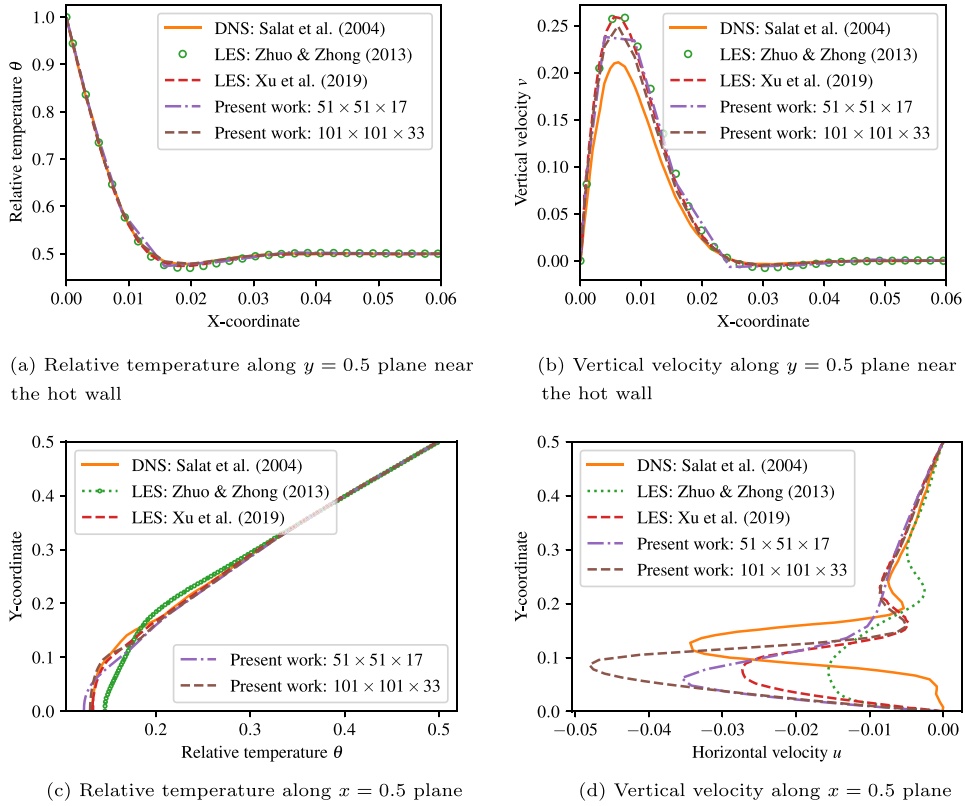 1.0
0.9
0.8
0.7
0.6
0.5
Relative temperature θ
DNS: Salat et al. (2004)
LES: Zhuo & Zhong (2013)
LES: Xu et al. (2019)
Present work: 51 × 51 × 17
Present work: 101 × 101 × 33
0.00 0.01 0.02 0.03 0.04 0.05 0.06
X-coordinate
(a) Relative temperature along y = 0.5 plane near
the hot wall
0.25
0.20
0.15
0.10
0.05
0.00
Vertical velocity v
DNS: Salat et al. (2004)
LES: Zhuo & Zhong (2013)
LES: Xu et al. (2019)
Present work: 51 × 51 × 17
Present work: 101 × 101 × 33
0.00 0.01 0.02 0.03 0.04 0.05 0.06
X-coordinate
(b) Vertical velocity along y = 0.5 plane near
the hot wall
0.5
0.4
0.3
0.2
0.1
0.0
Y-coordinate
DNS: Salat et al. (2004)
LES: Zhuo & Zhong (2013)
LES: Xu et al. (2019)
Present work: 51 × 51 × 17
Present work: 101 × 101 × 33
0.2 0.3 0.4 0.5
Relative temperature θ
(c) Relative temperature along x = 0.5 plane
0.5
0.4
0.3
0.2
0.1
0.0
Y-coordinate
DNS: Salat et al. (2004)
LES: Zhuo & Zhong (2013)
LES: Xu et al. (2019)
Present work: 51 × 51 × 17
Present work: 101 × 101 × 33
−0.05 −0.04 −0.03 −0.02 −0.01 0.00
Horizontal velocity u
(d) Vertical velocity along x = 0.5 plane